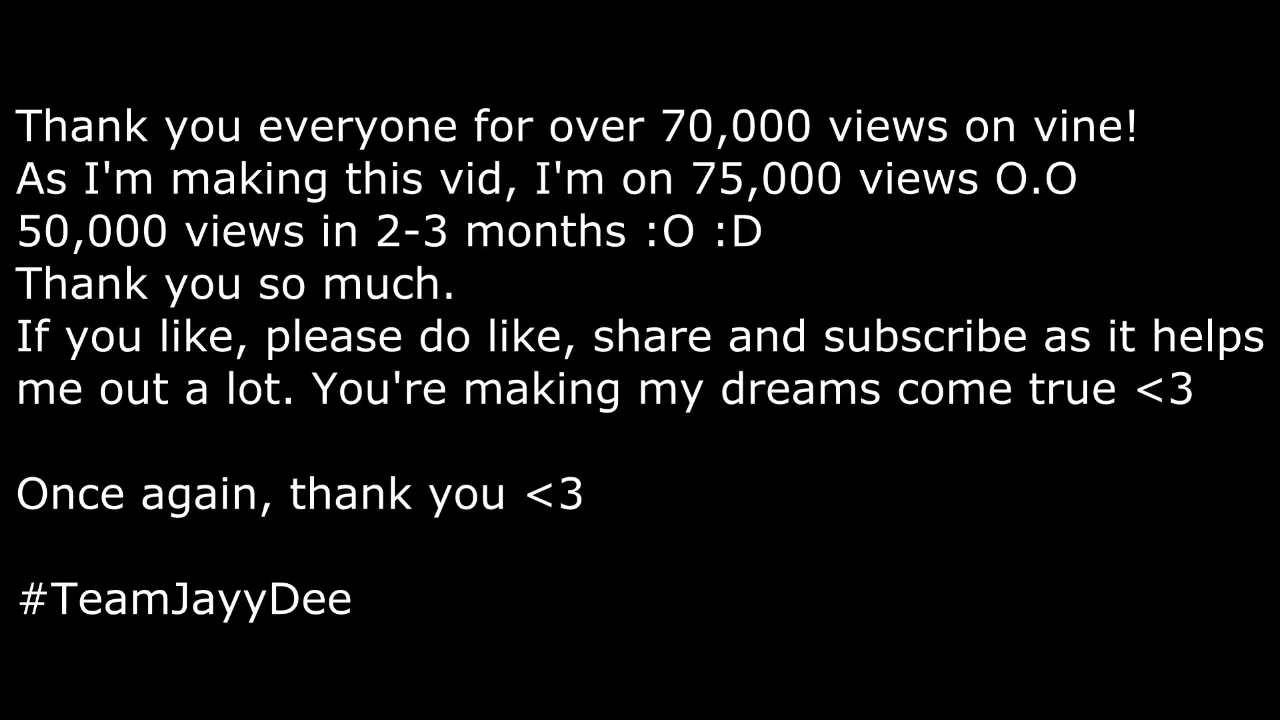 Thank you everyone for over 70,000 views on vine!
As I'm making this vid, I'm on 75,000 views O.O
50,000 views in 2-3 months :O :D
Thank you so much.
If you like, please do like, share and subscribe as it helps
me out a lot. You're making my dreams come true <3
Once again, thank you <3
#TeamJayyDee